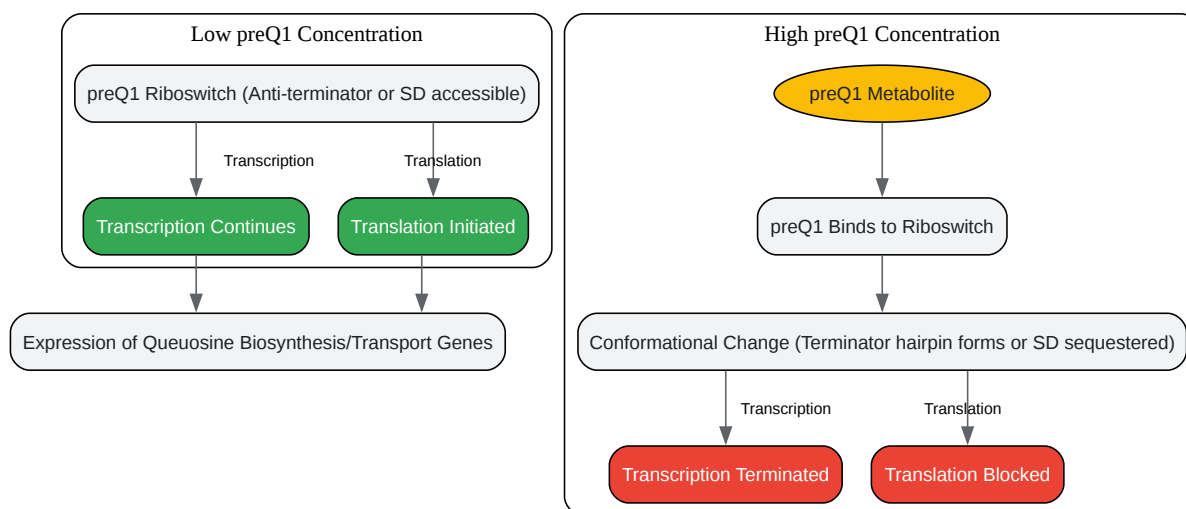 Low preQ1 Concentration
preQ1 Riboswitch (Anti-terminator or SD accessible)
Transcription
Translation
Transcription Continues
Translation Initiated
Expression of Queuosine Biosynthesis/Transport Genes
High preQ1 Concentration
preQ1 Metabolite
preQ1 Binds to Riboswitch
Conformational Change (Terminator hairpin forms or SD sequestered)
Transcription
Translation
Transcription Terminated
Translation Blocked